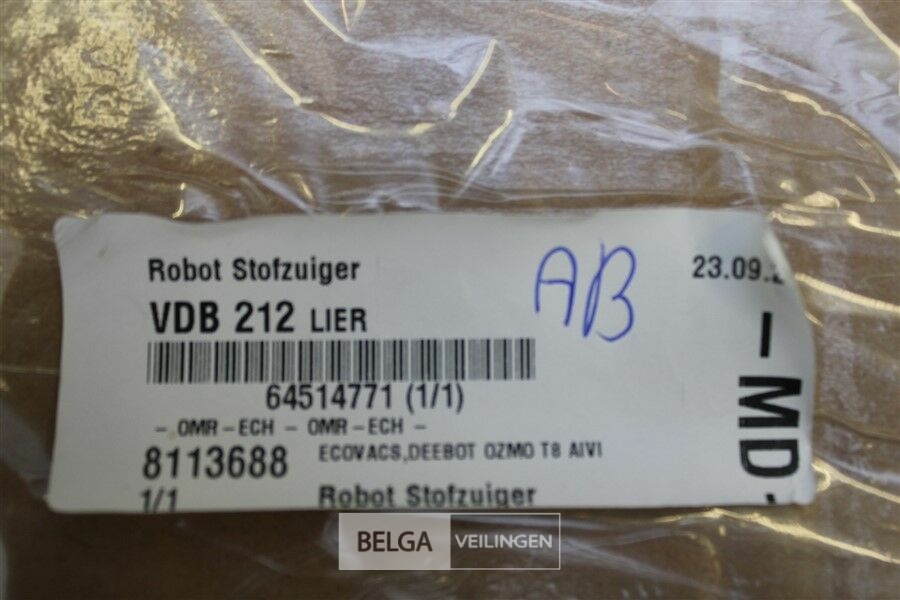 Robot Stofzuiger
AB
23.09.2
VDB 212 LIER
64514771 (1/1)
- OMR-ECH - OMR-ECH -
8113688 ECOVACS,DEEBOT OZMO T8 AIVI
1/1 Robot Stofzuiger
- MD
BELGA VEILINGEN